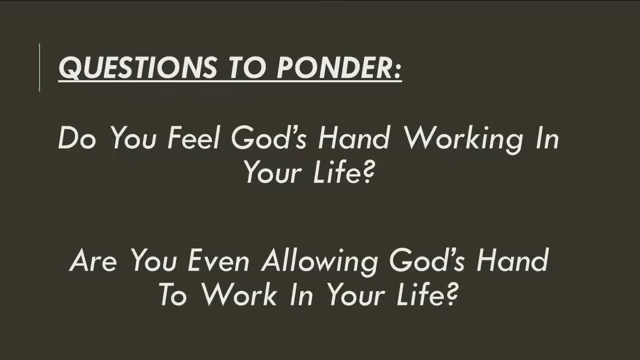 QUESTIONS TO PONDER:
Do You Feel God's Hand Working In
Your Life?
Are You Even Allowing God's Hand
To Work In Your Life?